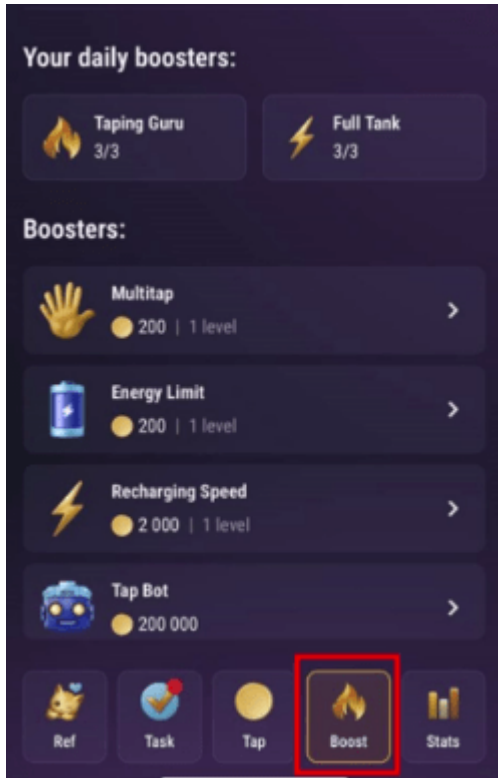 Your daily boosters:
Taping Guru
3/3
Full Tank
3/3
Boosters:
Multitap
200 | 1 level
Energy Limit
200 | 1 level
Recharging Speed
2 000 | 1 level
Tap Bot
200 000
Ref
Task
Tap
Boost
Stats